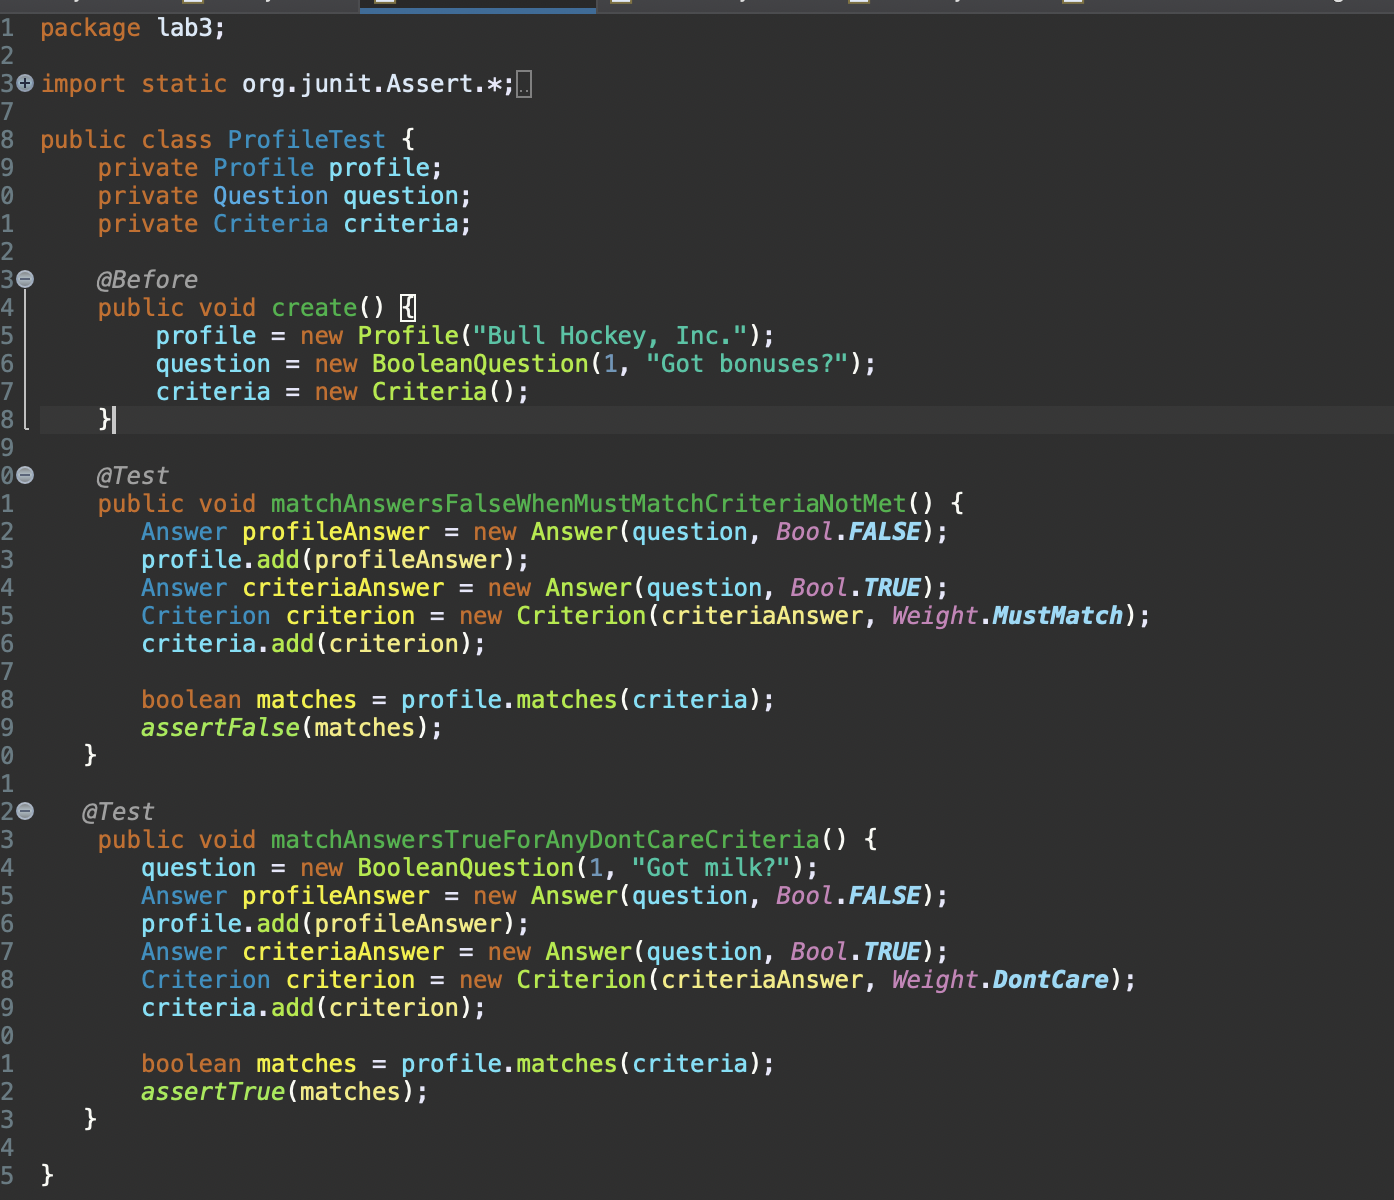 1 package lab3;
2
3 import static org.junit.Assert.*;
7
8 public class ProfileTest {
9 private Profile profile;
0 private Question question;
1 private Criteria criteria;
2
3 @Before
4 public void create() {
5 profile = new Profile("Bull Hockey, Inc.");
6 question = new BooleanQuestion(1, "Got bonuses?");
7 criteria = new Criteria();
8 }
9
0 @Test
1 public void matchAnswersFalseWhenMustMatchCriteriaNotMet() {
2 Answer profileAnswer = new Answer(question, Bool.FALSE);
3 profile.add(profileAnswer);
4 Answer criteriaAnswer = new Answer(question, Bool.TRUE);
5 Criterion criterion = new Criterion(criteriaAnswer, Weight.MustMatch);
6 criteria.add(criterion);
7
8 boolean matches = profile.matches(criteria);
9 assertFalse(matches);
0 }
1
2 @Test
3 public void matchAnswersTrueForAnyDontCareCriteria() {
4 question = new BooleanQuestion(1, "Got milk?");
5 Answer profileAnswer = new Answer(question, Bool.FALSE);
6 profile.add(profileAnswer);
7 Answer criteriaAnswer = new Answer(question, Bool.TRUE);
8 Criterion criterion = new Criterion(criteriaAnswer, Weight.DontCare);
9 criteria.add(criterion);
0
1 boolean matches = profile.matches(criteria);
2 assertTrue(matches);
3 }
4
5 }